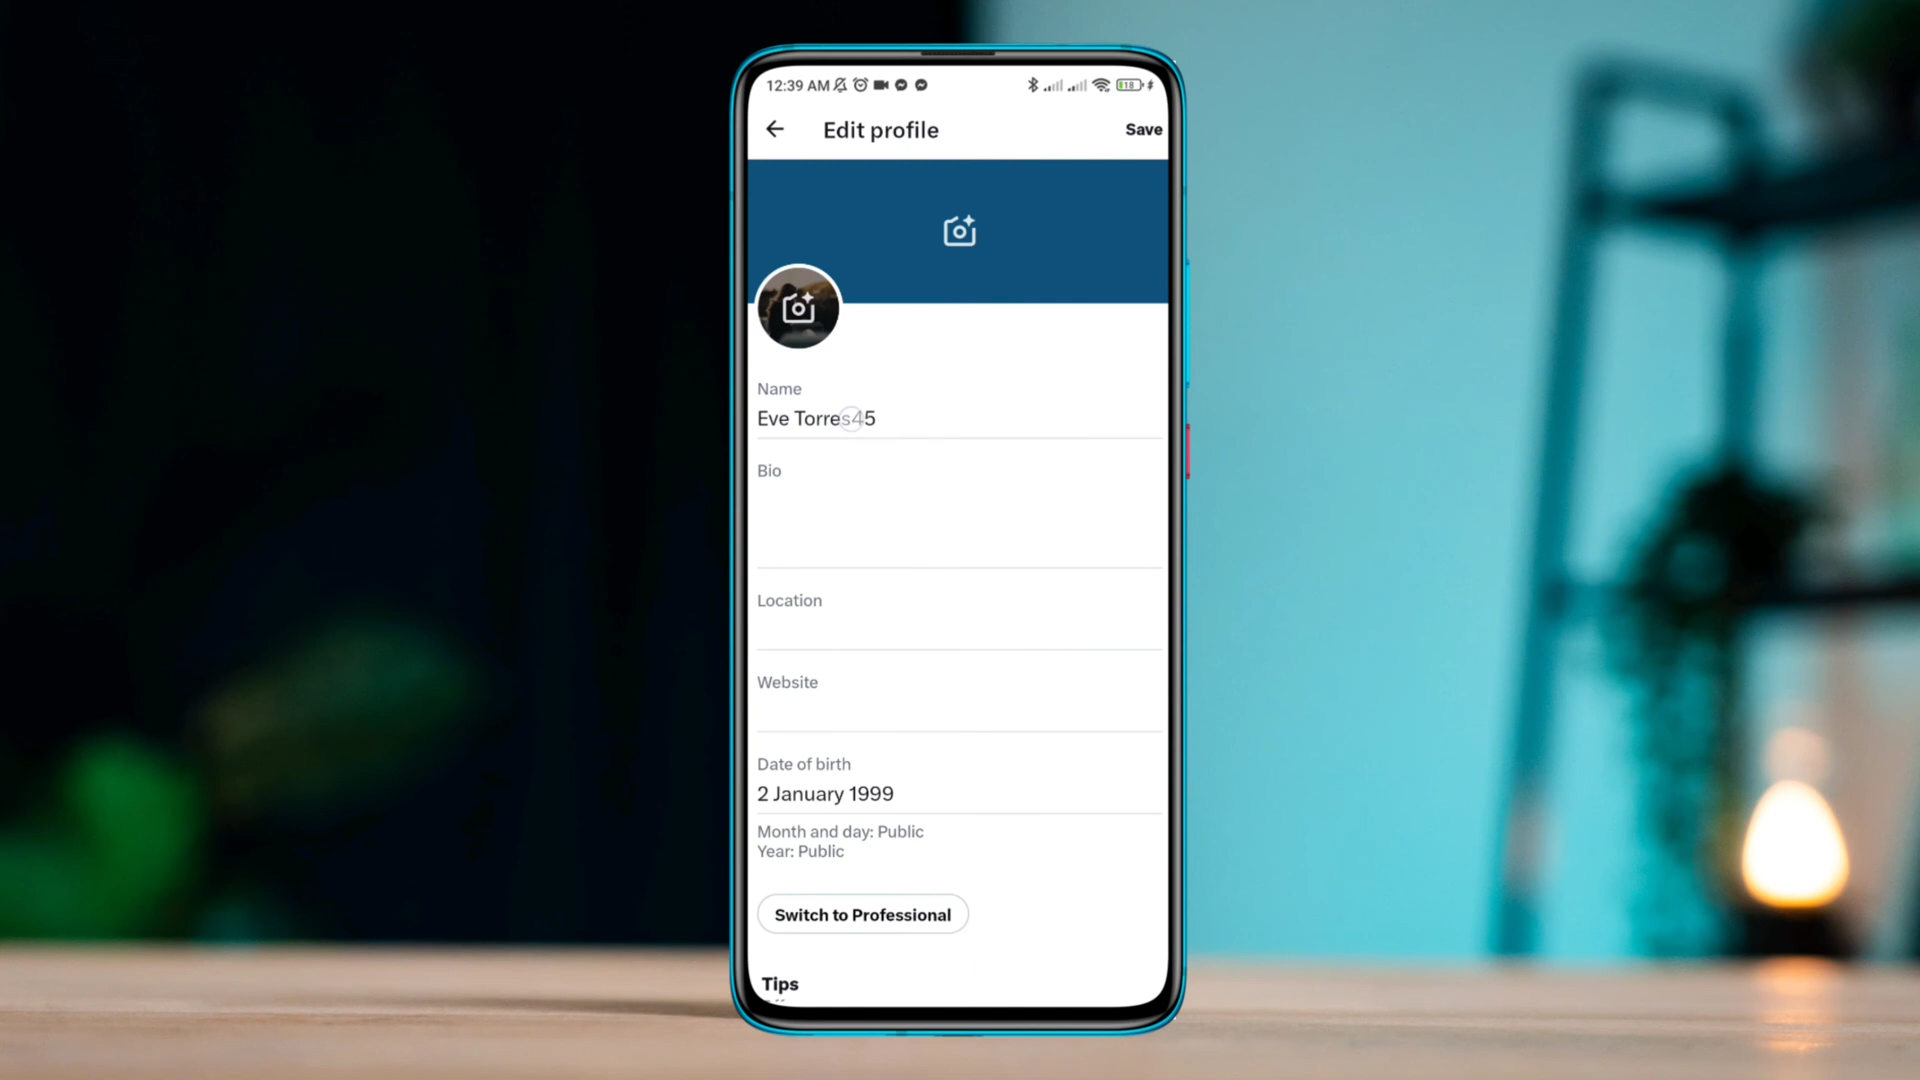 12:39 AM
18
Edit profile
Save
Name
Eve Torres45
Bio
Location
Website
Date of birth
2 January 1999
Month and day: Public
Year: Public
Switch to Professional
Tips